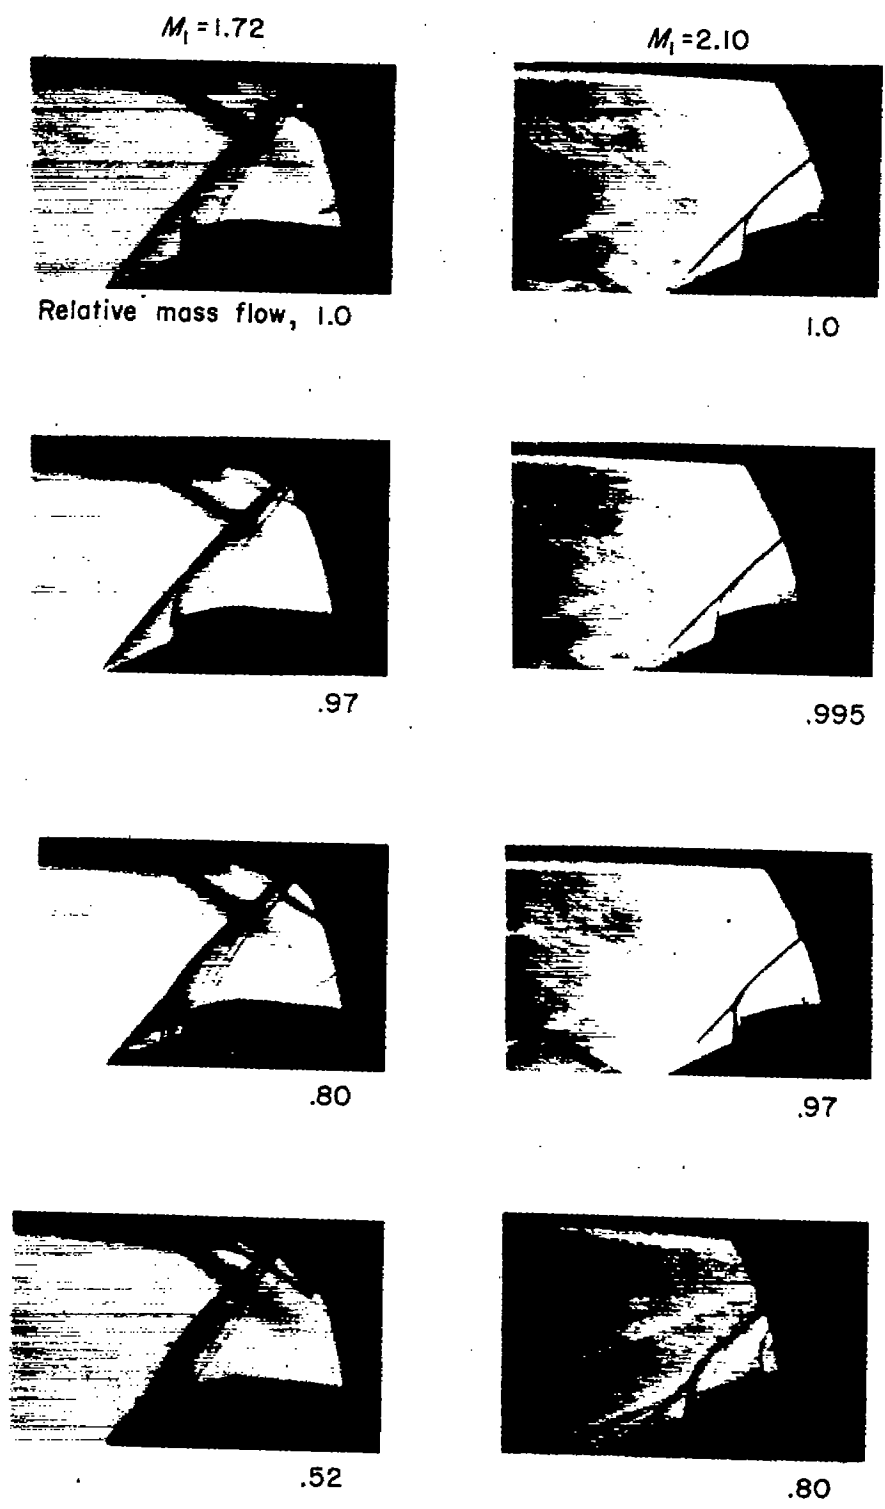 M₁=1.72
M₁=2.10
Relative mass flow, 1.0
1.0
.97
.995
.80
.97
.52
.80